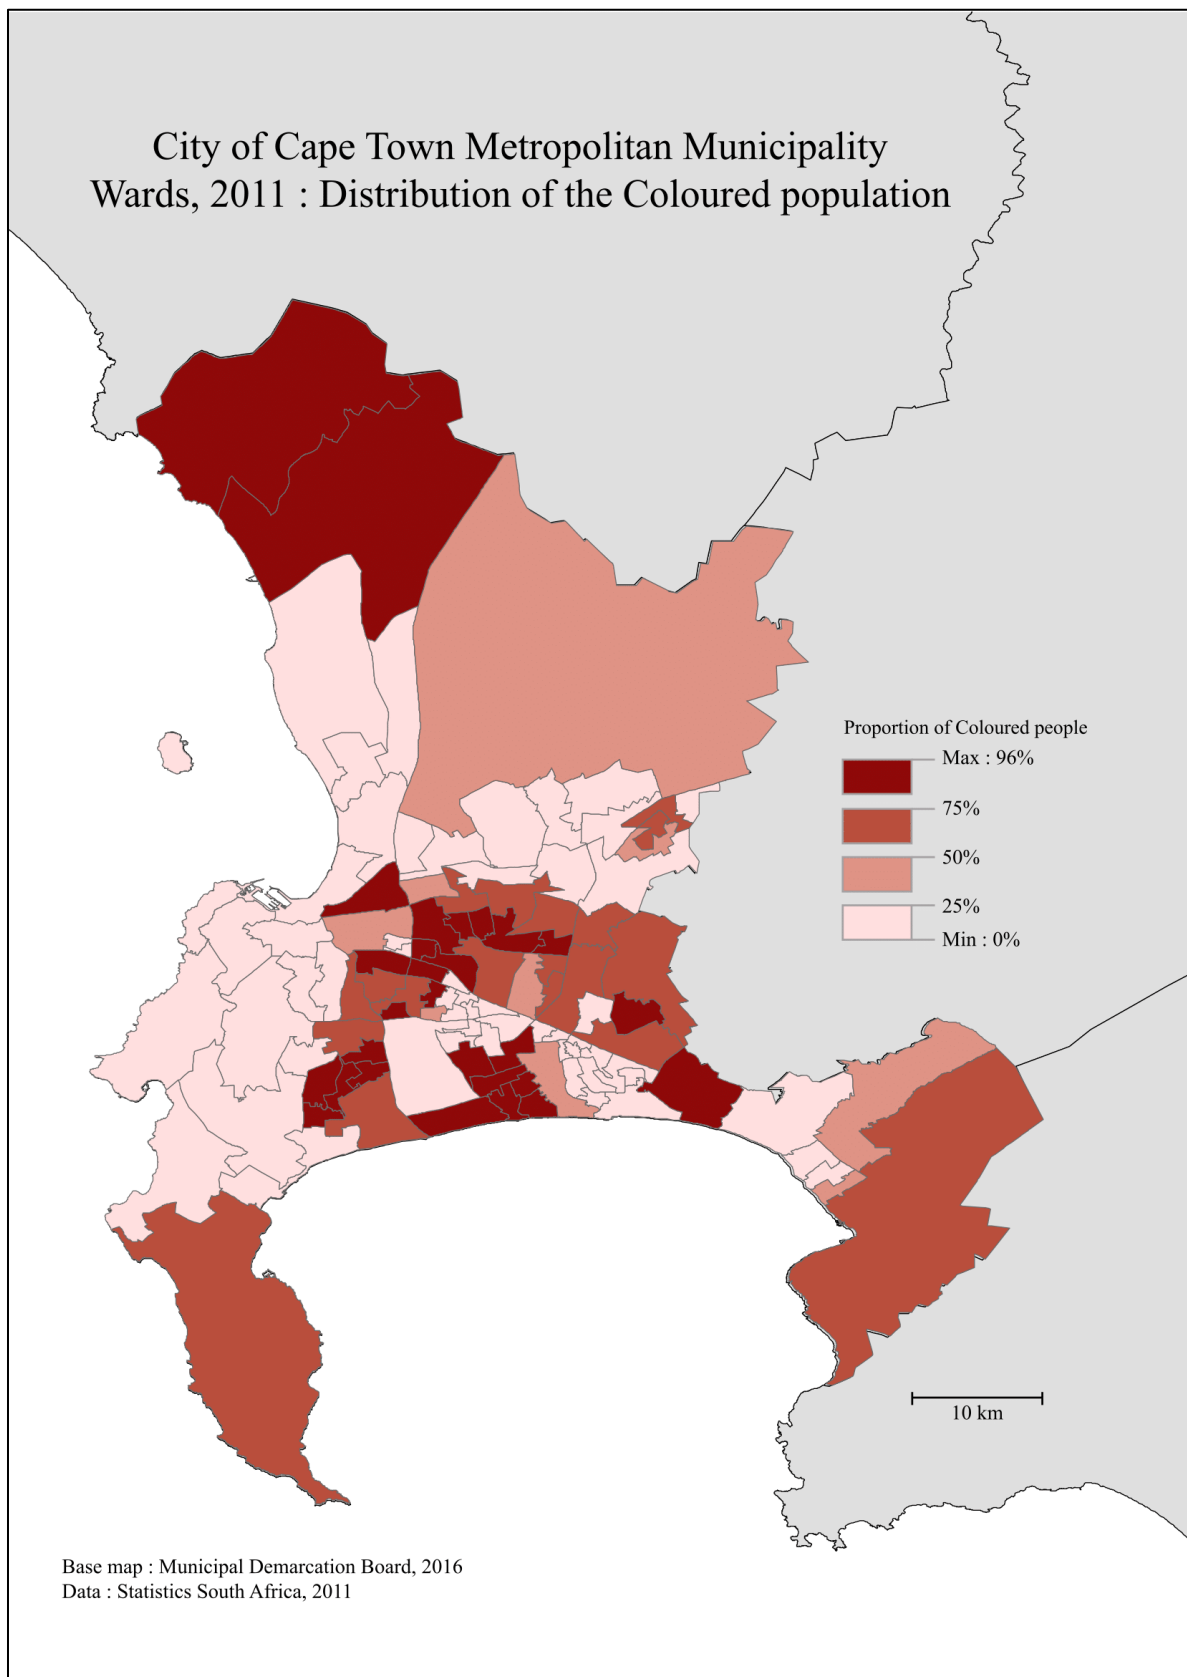 City of Cape Town Metropolitan Municipality
Wards, 2011 : Distribution of the Coloured population
Proportion of Coloured people
Max : 96%
75%
50%
25%
Min : 0%
10 km
Base map : Municipal Demarcation Board, 2016
Data : Statistics South Africa, 2011